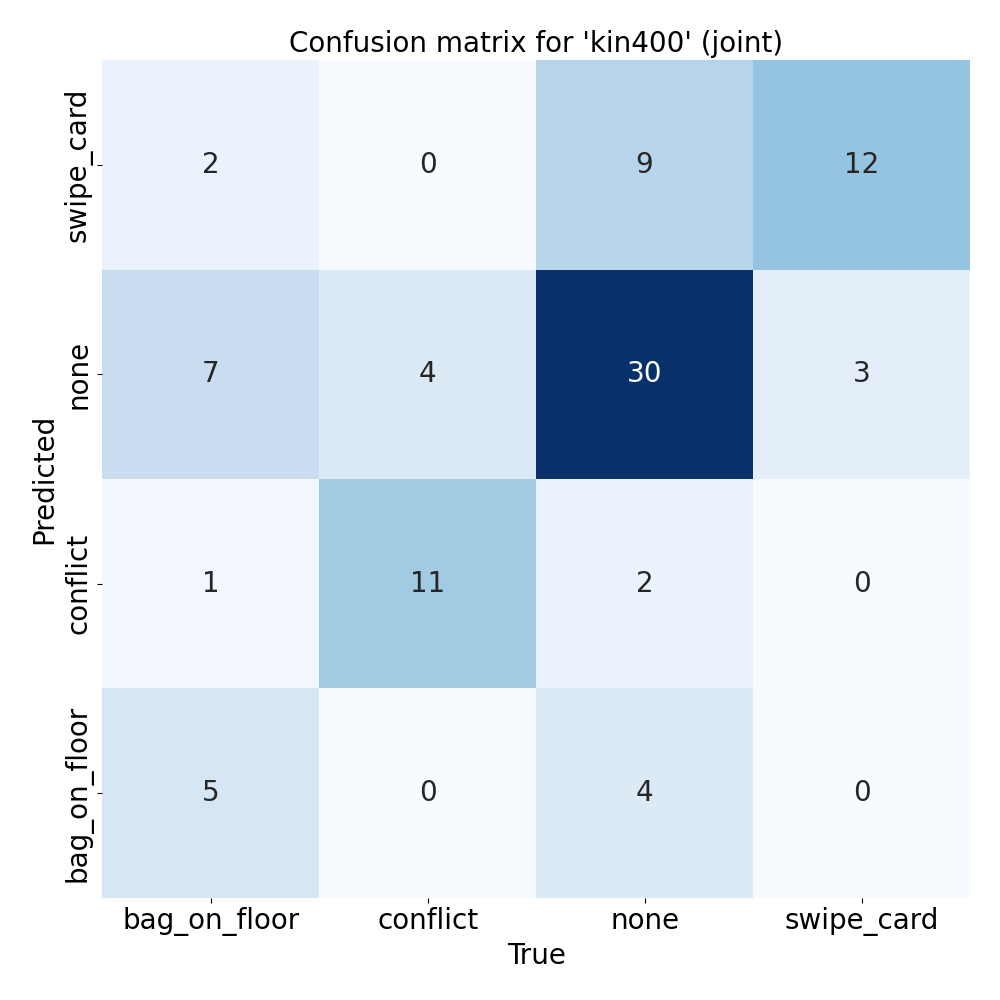 Confusion matrix for 'kin400' (joint)
Predicted
swipe_card
2 0 9 12
none
7 4 30 3
conflict
1 11 2 0
bag_on_floor
5 0 4 0
bag_on_floor conflict none swipe_card
True